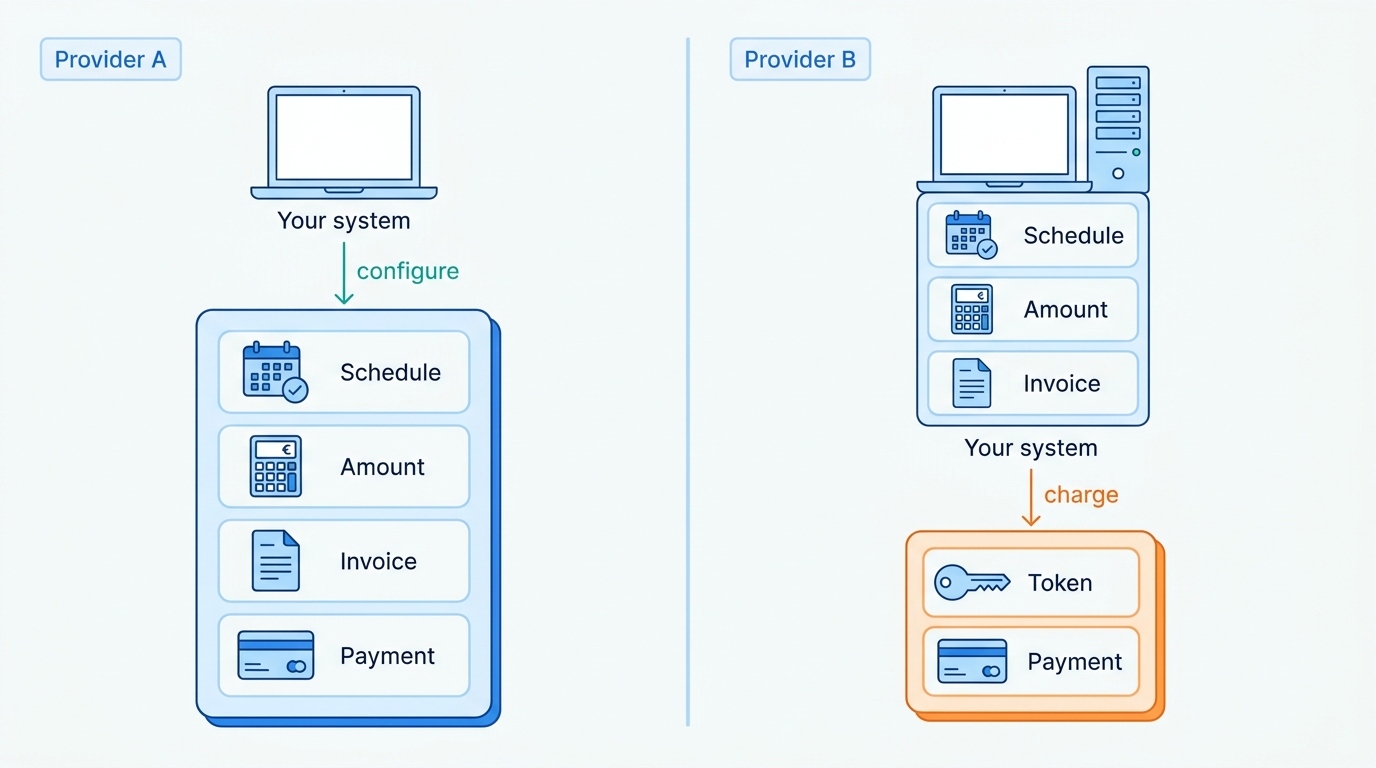 Provider A
Your system
configure
Schedule
€
Amount
Invoice
Payment
Provider B
Schedule
€
Amount
Invoice
Your system
charge
Token
Payment